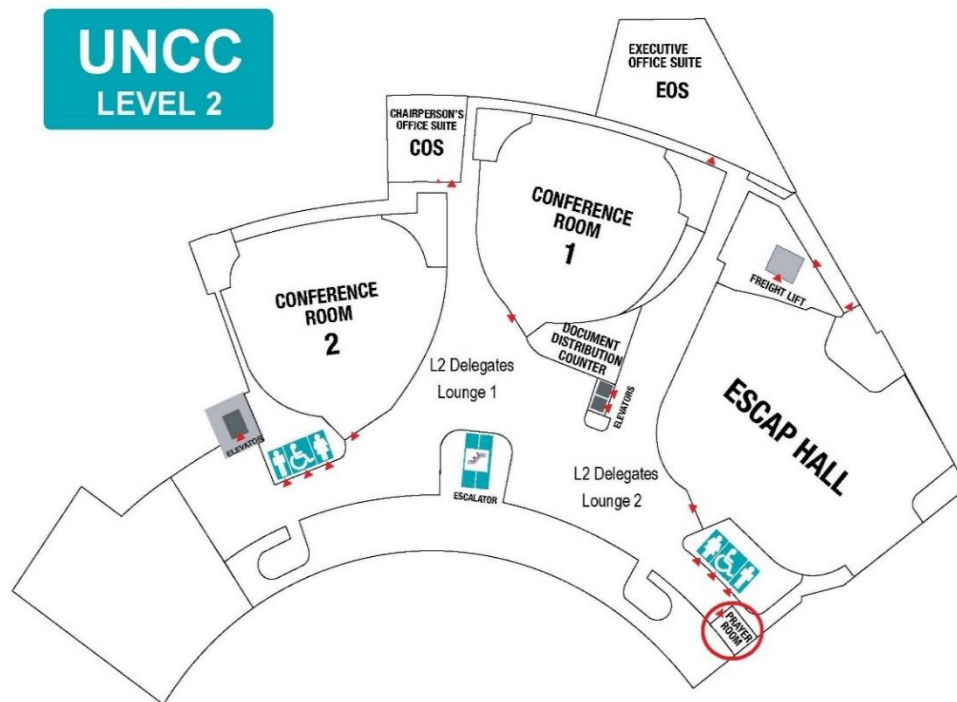 UNCC
LEVEL 2
EXECUTIVE
OFFICE SUITE
EOS
CHAIRPERSON'S
OFFICE SUITE
COS
CONFERENCE
ROOM
1
CONFERENCE
ROOM
2
FREIGHT LIFT
DOCUMENT
DISTRIBUTION
COUNTER
ELEVATORS
L2 Delegates
Lounge 1
ESCAP HALL
ELEVATORS
ESCALATOR
L2 Delegates
Lounge 2
PRAYER
ROOM